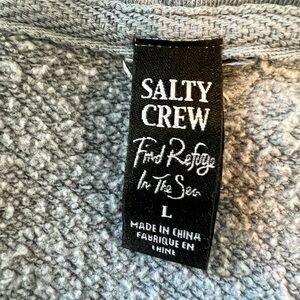 SALTY
CREW
Find Refuge
In The Sea
L
MADE IN CHINA
FABRIQUE EN
CHINE